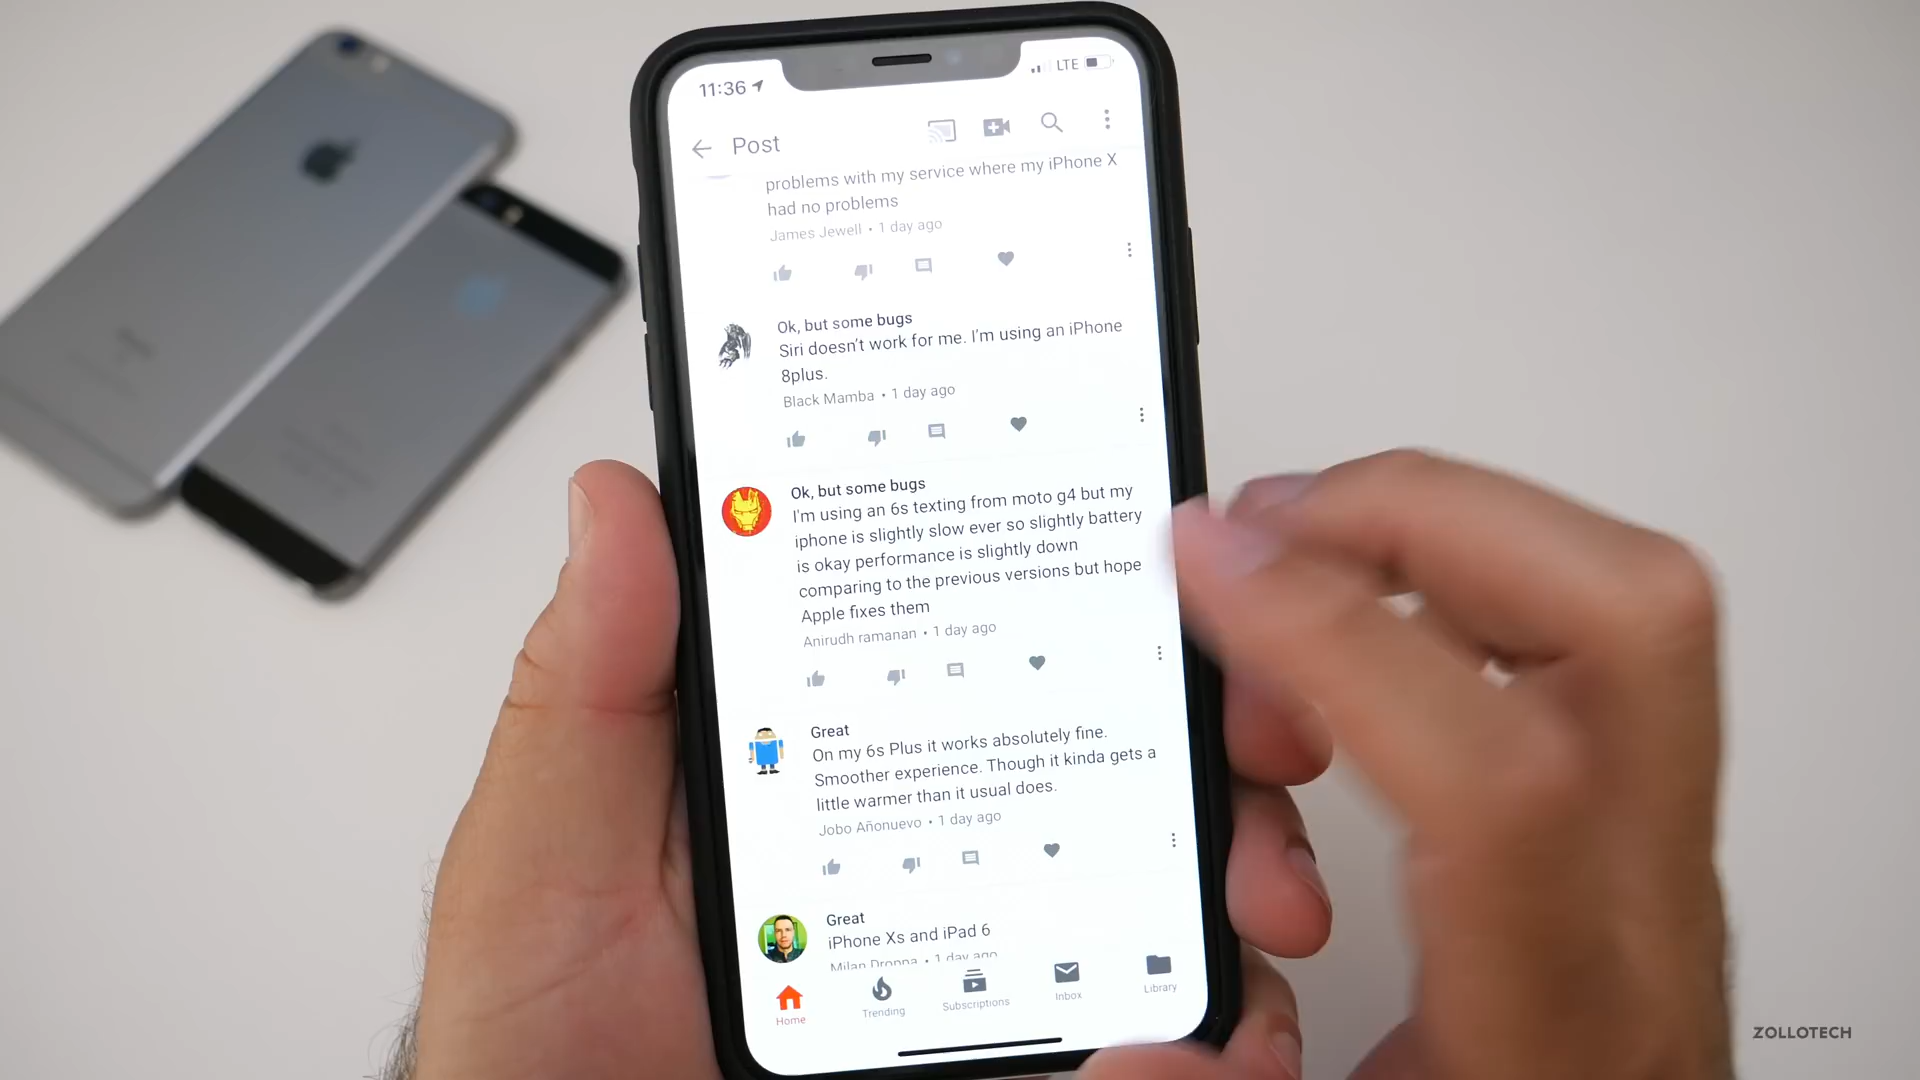 11:36
LTE
Post
problems with my service where my iPhone X
had no problems
James Jewell • 1 day ago
Ok, but some bugs
Siri doesn't work for me. I'm using an iPhone
8plus.
Black Mamba • 1 day ago
Ok, but some bugs
I'm using an 6s texting from moto g4 but my
iphone is slightly slow ever so slightly battery
is okay performance is slightly down
comparing to the previous versions but hope
Apple fixes them
Anirudh ramanan • 1 day ago
Great
On my 6s Plus it works absolutely fine.
Smoother experience. Though it kinda gets a
little warmer than it usual does.
Jobo Añonuevo • 1 day ago
Great
iPhone Xs and iPad 6
Milan Droppa • 1 day ago
Home
Trending
Subscriptions
Inbox
Library
ZOLLOTECH